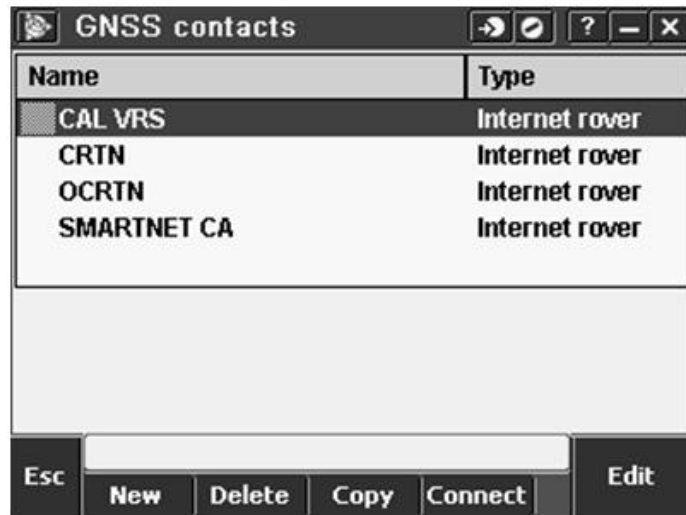 GNSS contacts ?
Name Type
CAL VRS Internet rover
CRTN Internet rover
OCRTN Internet rover
SMARTNET CA Internet rover
Esc New Delete Copy Connect Edit